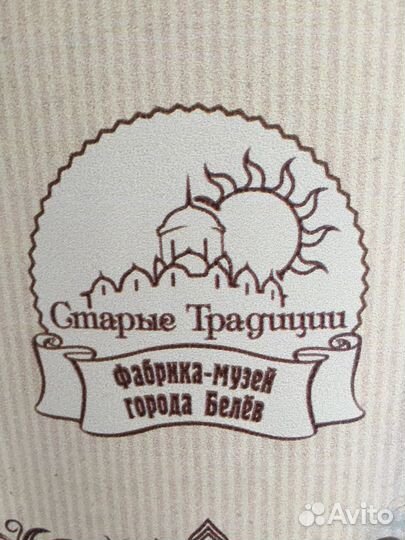 Старые Традиции
фабрика-музей
города Белёв
Avito